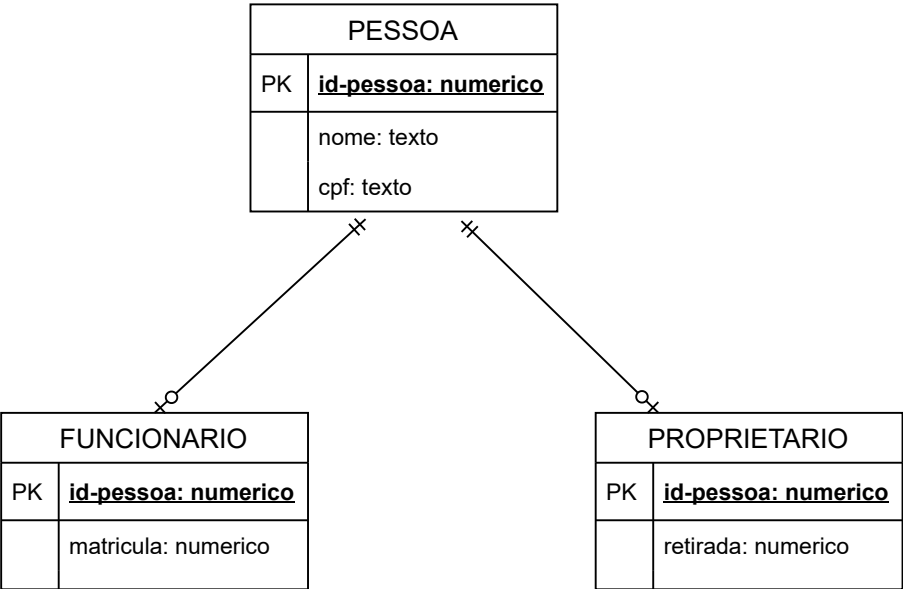 PESSOA
PK id-pessoa: numerico
nome: texto
cpf: texto
FUNCIONARIO
PK id-pessoa: numerico
matricula: numerico
PROPRIETARIO
PK id-pessoa: numerico
retirada: numerico